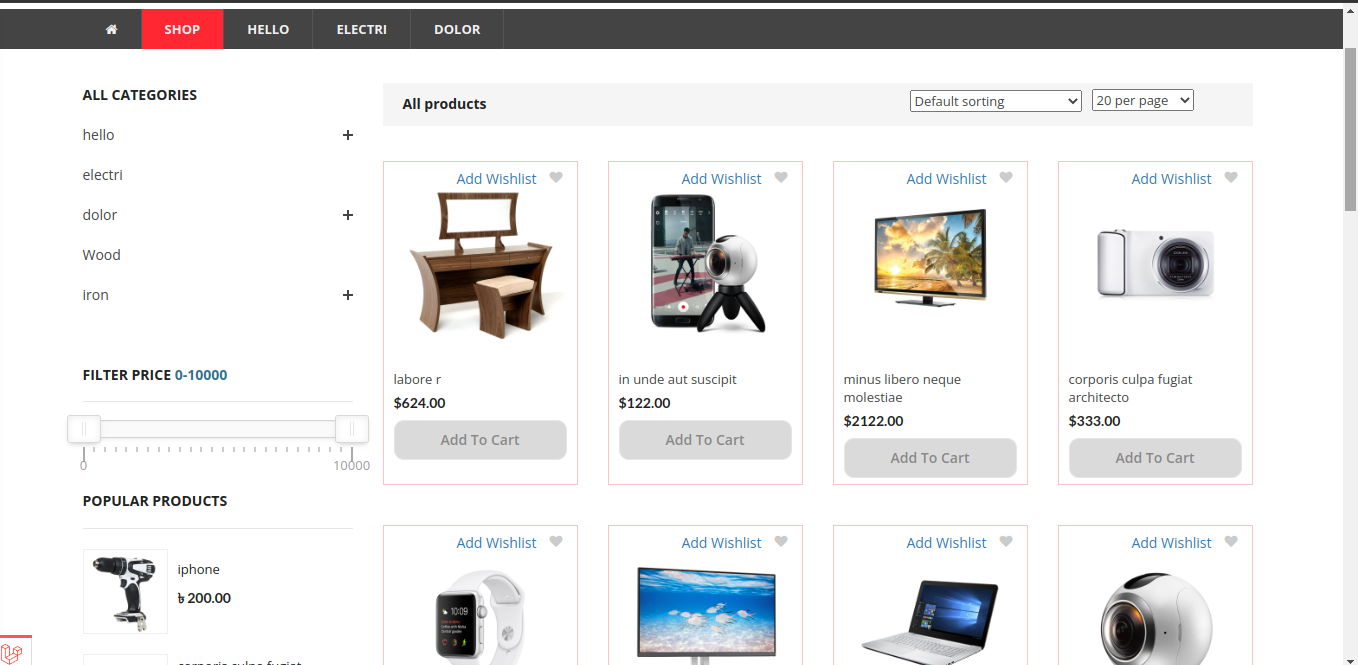 SHOP
HELLO
ELECTRI
DOLOR
ALL CATEGORIES
hello
electri
dolor
Wood
iron
FILTER PRICE 0-10000
0
10000
POPULAR PRODUCTS
iphone
৳ 200.00
All products
Default sorting
20 per page
Add Wishlist
labore r
$624.00
Add To Cart
Add Wishlist
in unde aut suscipit
$122.00
Add To Cart
Add Wishlist
minus libero neque
molestiae
$2122.00
Add To Cart
Add Wishlist
corporis culpa fugiat
architecto
$333.00
Add To Cart
Add Wishlist
10:09
Add Wishlist
Add Wishlist
Add Wishlist